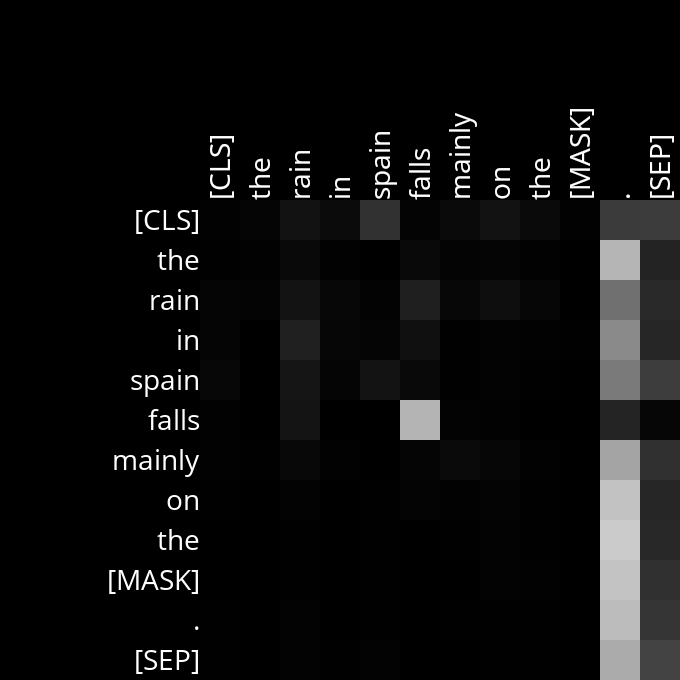 [CLS] the rain in spain falls mainly on the [MASK] . [SEP]
[CLS]
the
rain
in
spain
falls
mainly
on
the
[MASK]
.
[SEP]